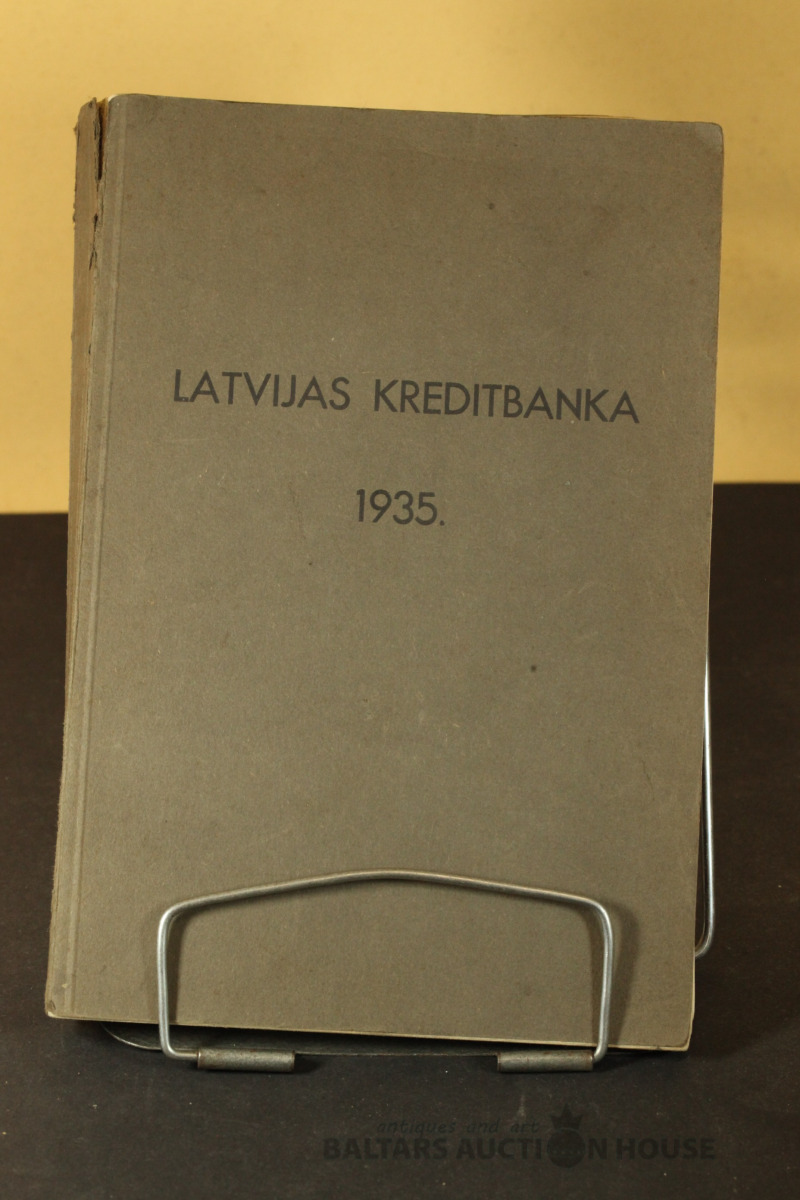 LATVIJAS KREDITBANKA
1935.
antiques and art
BALTARS AUCTION HOUSE